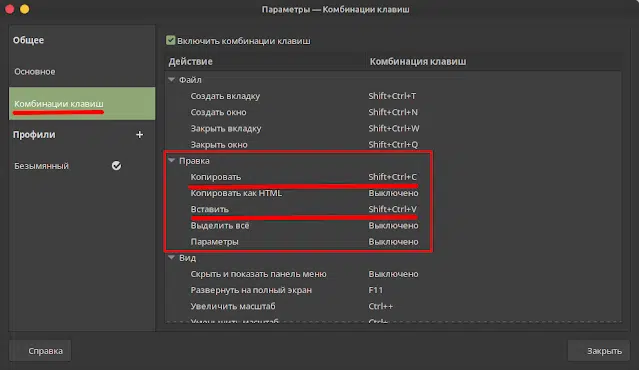 Параметры — Комбинации клавиш
Общее
Основное
Комбинации клавиш
Профили +
Безымянный
Включить комбинации клавиш
Действие Комбинация клавиш
Файл
Создать вкладку Shift+Ctrl+T
Создать окно Shift+Ctrl+N
Закрыть вкладку Shift+Ctrl+W
Закрыть окно Shift+Ctrl+Q
Правка
Копировать Shift+Ctrl+C
Копировать как HTML Выключено
Вставить Shift+Ctrl+V
Выделить всё Выключено
Параметры Выключено
Вид
Скрыть и показать панель меню Выключено
Развернуть на полный экран F11
Увеличить масштаб Ctrl++
Уменьшить масштаб Ctrl+-
Справка
Закрыть